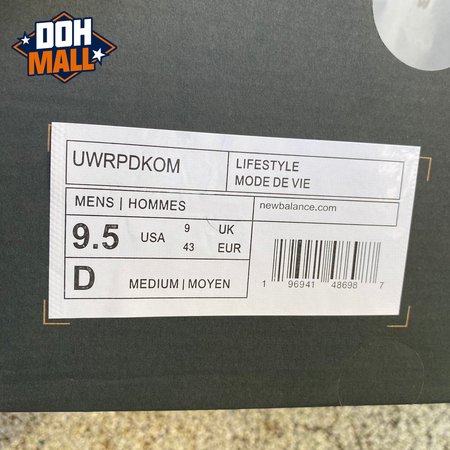 DOH
MALL
UWRPDKOM
LIFESTYLE
MODE DE VIE
MENS | HOMMES
newbalance.com
9.5 USA 9 UK
43 EUR
D MEDIUM | MOYEN
1 96941 48698 7